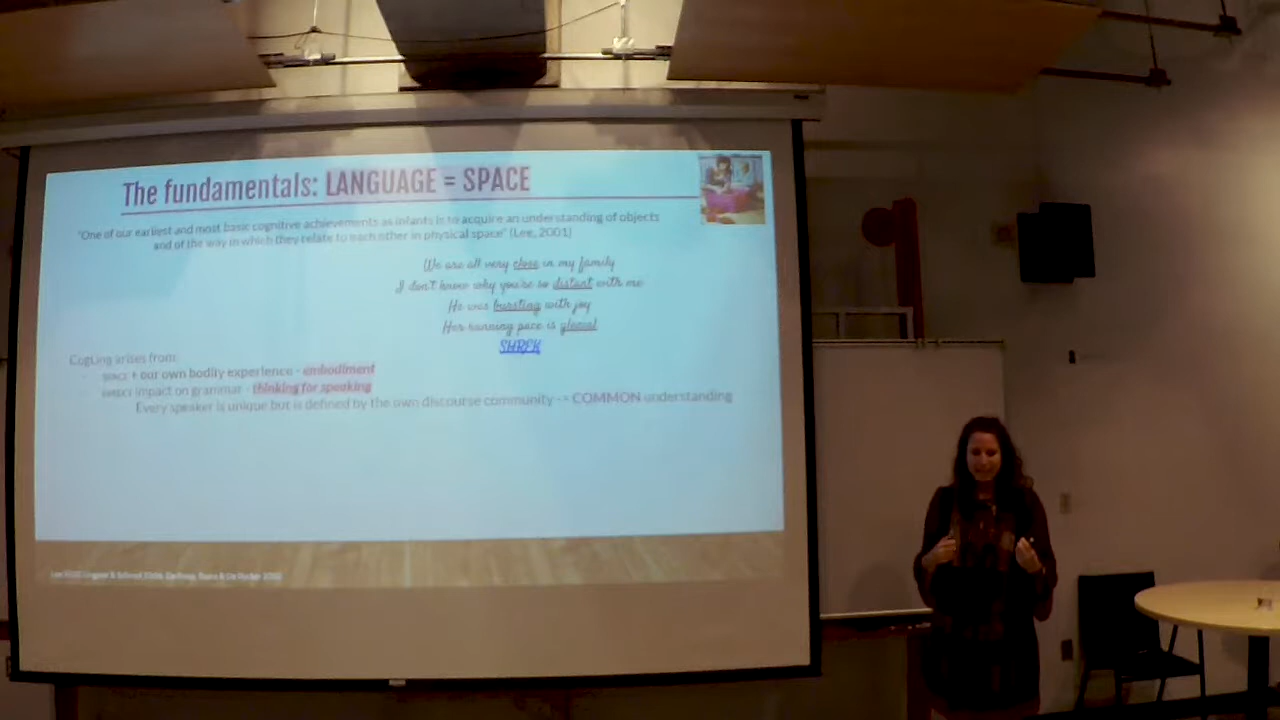 The fundamentals: LANGUAGE = SPACE
"One of our earliest and most basic cognitive achievements as infants is to acquire an understanding of objects
and of the way in which they relate to each other in physical space" (Lee, 2001)
We are all very close in my family
I don't know why you're so distant with me
He was bursting with joy
Her running pace is glacial
SHREK
CogLing arises from:
SPACE + our own bodily experience - embodiment
impact on grammar - thinking for speaking
Every speaker is unique but is defined by the own discourse community -> COMMON understanding